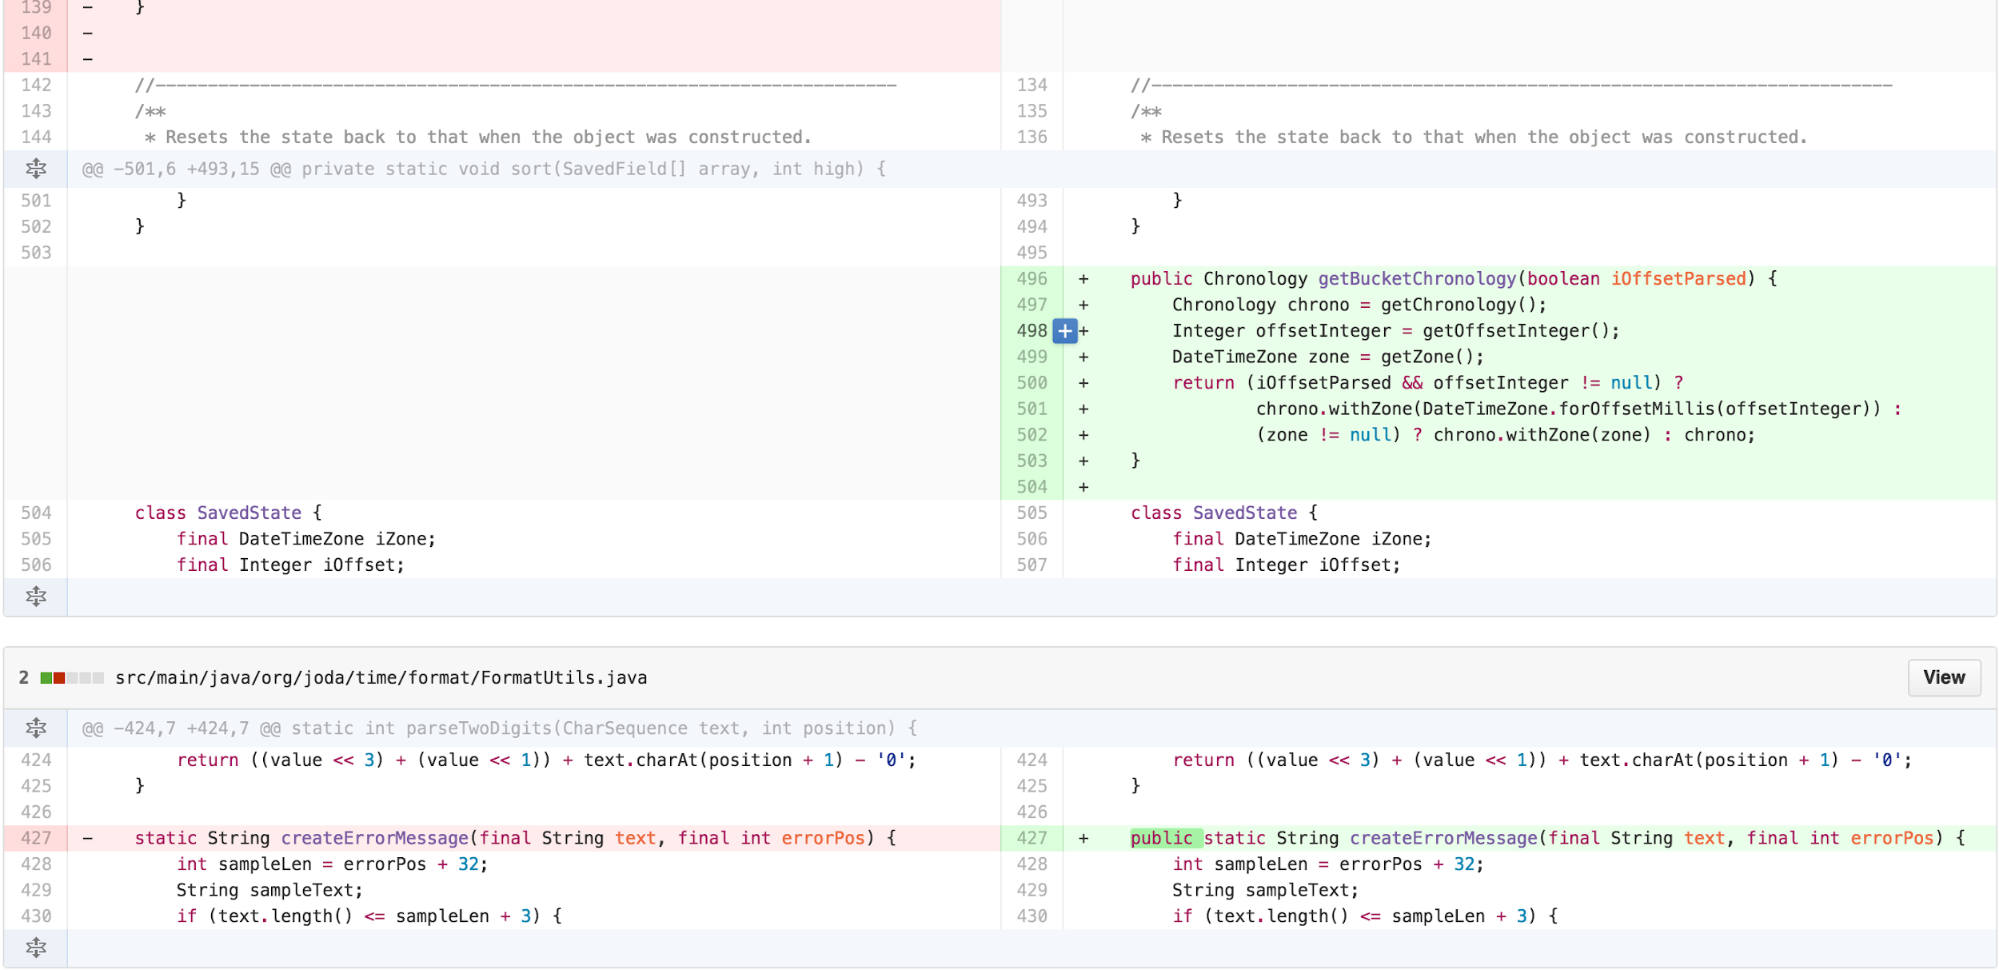 139 - } 
140 -
141 -
142 //----------------------------------------------------------------------- 134 //-----------------------------------------------------------------------
143 /** 135 /**
144 * Resets the state back to that when the object was constructed. 136 * Resets the state back to that when the object was constructed.
@@ -501,6 +493,15 @@ private static void sort(SavedField[] array, int high) {
501 } 493 }
502 } 494 }
503 495
496 + public Chronology getBucketChronology(boolean iOffsetParsed) {
497 + Chronology chrono = getChronology();
498 + + Integer offsetInteger = getOffsetInteger();
499 + DateTimeZone zone = getZone();
500 + return (iOffsetParsed && offsetInteger != null) ?
501 + chrono.withZone(DateTimeZone.forOffsetMillis(offsetInteger)) :
502 + (zone != null) ? chrono.withZone(zone) : chrono;
503 + }
504 +
504 class SavedState { 505 class SavedState {
505 final DateTimeZone iZone; 506 final DateTimeZone iZone;
506 final Integer iOffset; 507 final Integer iOffset;
2 src/main/java/org/joda/time/format/FormatUtils.java View
@@ -424,7 +424,7 @@ static int parseTwoDigits(CharSequence text, int position) {
424 return ((value << 3) + (value << 1)) + text.charAt(position + 1) - '0'; 424 return ((value << 3) + (value << 1)) + text.charAt(position + 1) - '0';
425 } 425 }
426 426
427 - static String createErrorMessage(final String text, final int errorPos) { 427 + public static String createErrorMessage(final String text, final int errorPos) {
428 int sampleLen = errorPos + 32; 428 int sampleLen = errorPos + 32;
429 String sampleText; 429 String sampleText;
430 if (text.length() <= sampleLen + 3) { 430 if (text.length() <= sampleLen + 3) {